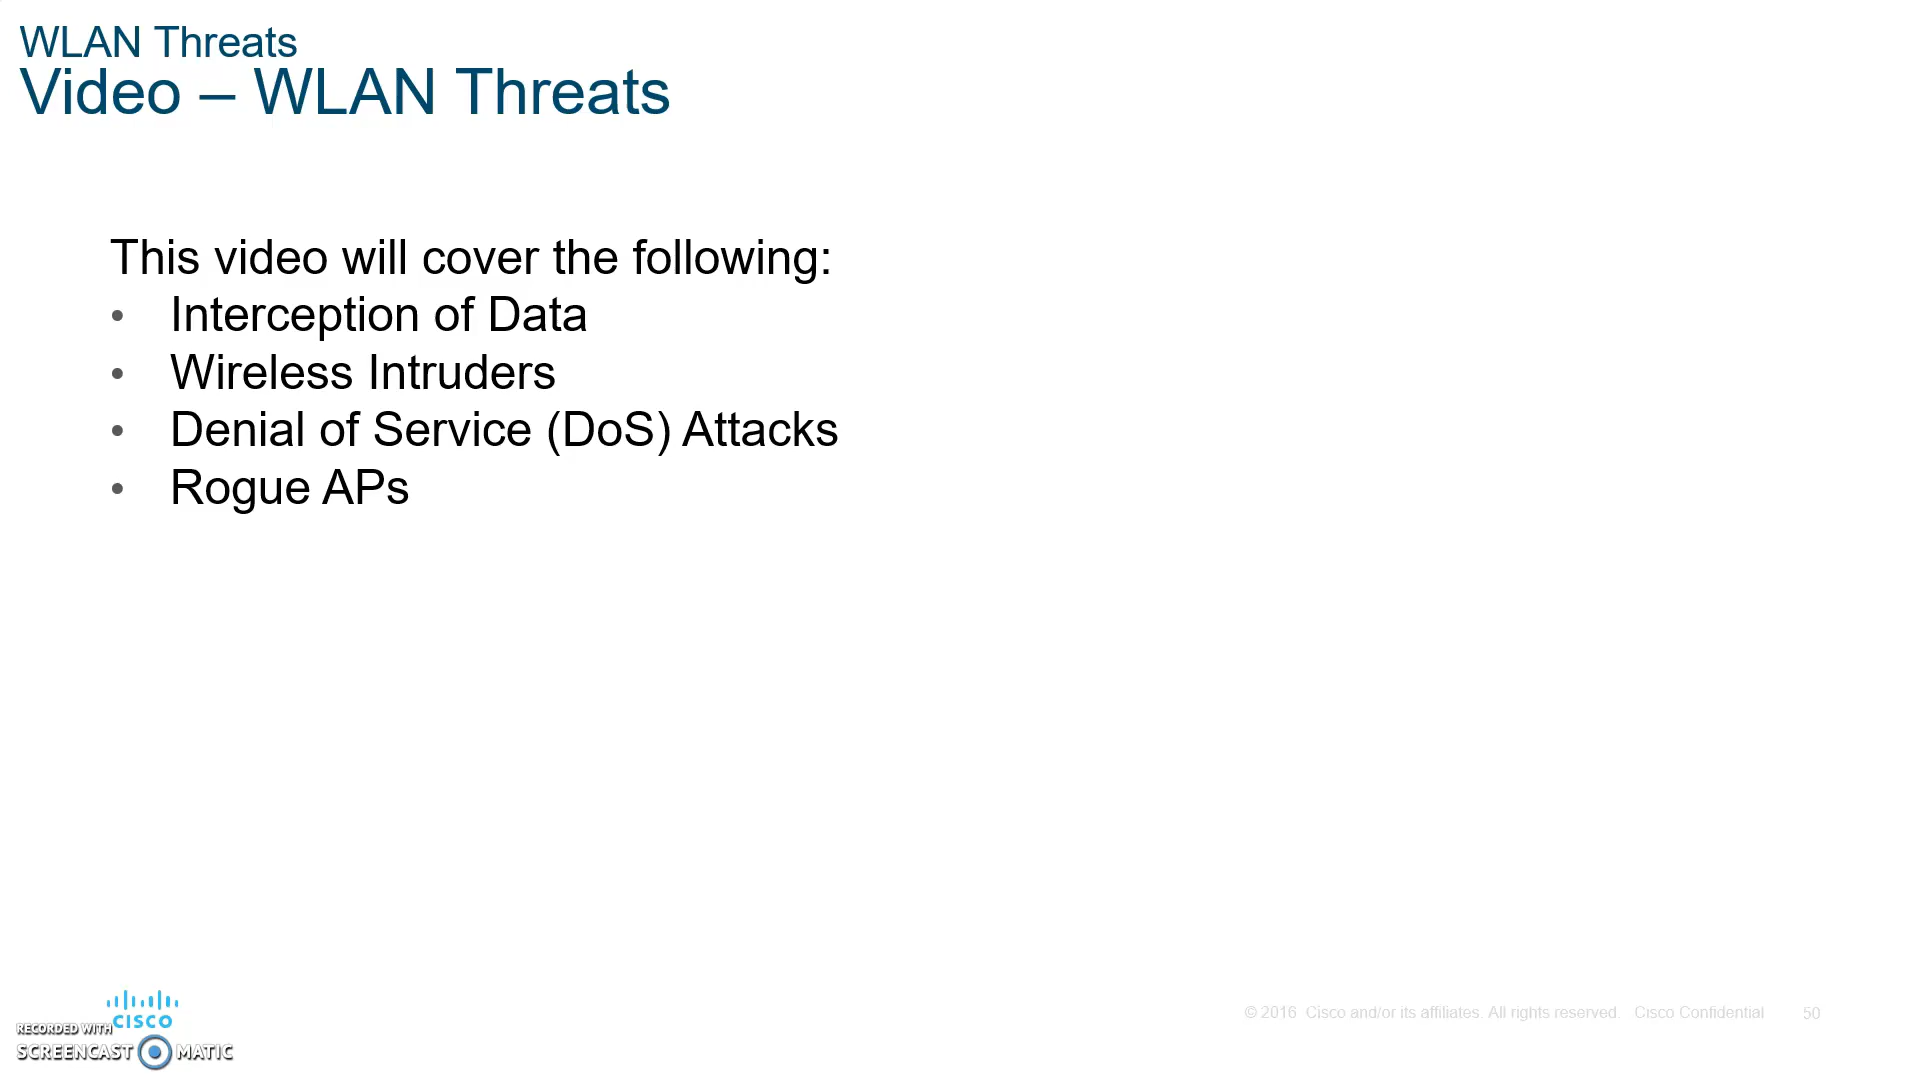 WLAN Threats
Video – WLAN Threats
This video will cover the following:
• Interception of Data
• Wireless Intruders
• Denial of Service (DoS) Attacks
• Rogue APs
CISCO
RECORDED WITH
SCREENCAST MATIC
© 2016 Cisco and/or its affiliates. All rights reserved. Cisco Confidential 50